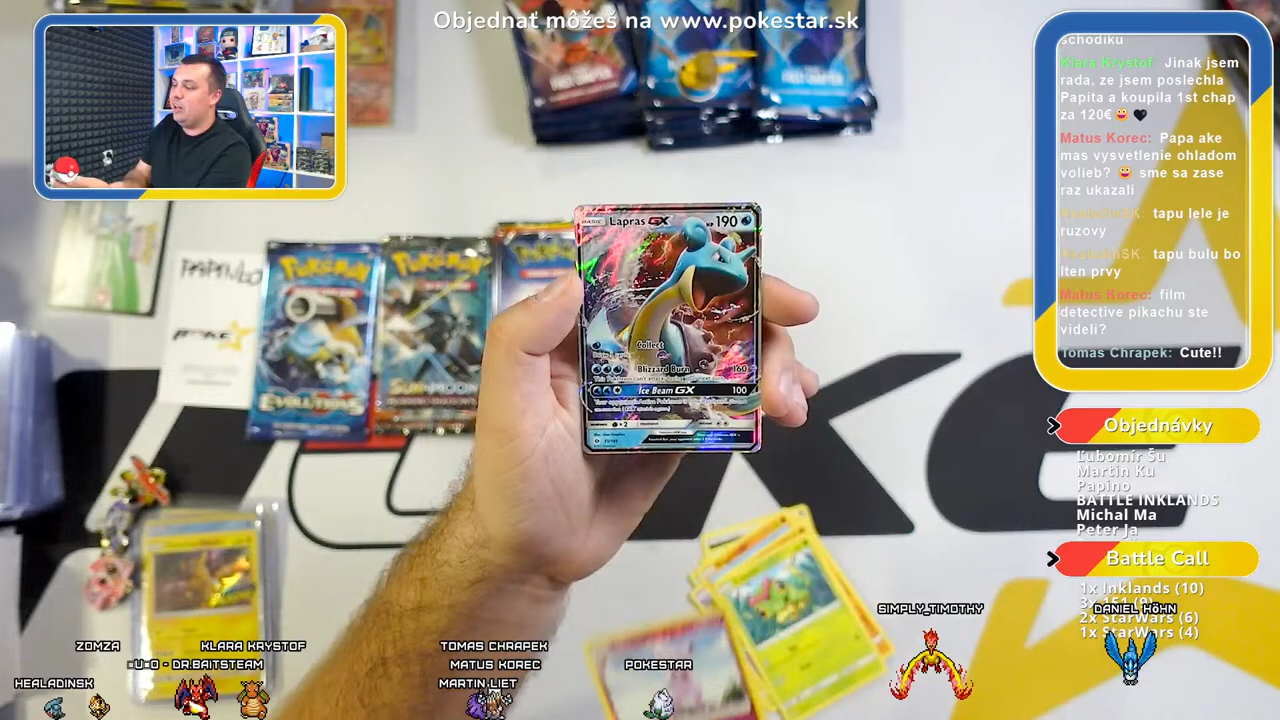 Objednať môžeš na www.pokestar.sk
schodiku
Klara Krystof: Jinak jsem
rada, ze jsem poslechla
Papita a koupila 1st chap
za 120€
Matus Korec: Papa ake
mas vysvetlenie ohladom
volieb? sme sa zase
raz ukazali
tapu lele je
ruzovy
tapu bulu bo
lten prvy
Matus Korec: film
detective pikachu ste
videli?
Tomas Chrapek: Cute!!
Objednávky
Ľubomír Šu
Martin Ku
Papino
BATTLE INKLANDS
Michal Ma
Peter Ja
Battle Call
1x Inklands (10)
2x StarWars (6)
1x StarWars (4)
BASIC Lapras GX HP 190
Collect
Blizzard Burn 160
Ice Beam GX 100
POKÉMON
EVOLUTIONS
POKÉMON
SUN & MOON
ZOMZA
KLARA KRYSTOF
=U=O - DR.BAITSTEAM
HEALADINSK
TOMAS CHRAPEK
MATUS KOREC
MARTIN.LIET
POKESTAR
SIMPLY_TIMOTHY
DANIEL HÖHN